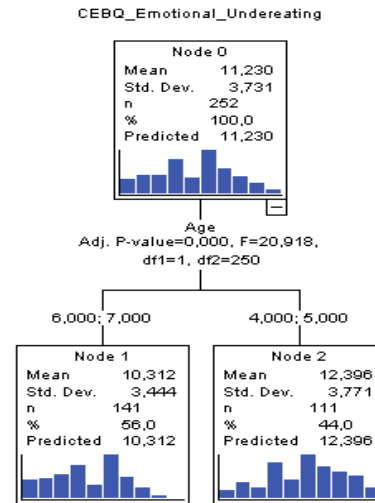 CEBQ_Emotional_Undereating
Node 0
Mean 11,230
Std. Dev. 3,731
n 252
% 100,0
Predicted 11,230
Age
Adj. P-value=0,000, F=20,918,
df1=1, df2=250
6,000; 7,000
4,000; 5,000
Node 1
Mean 10,312
Std. Dev. 3,444
n 141
% 56,0
Predicted 10,312
Node 2
Mean 12,396
Std. Dev. 3,771
n 111
% 44,0
Predicted 12,396